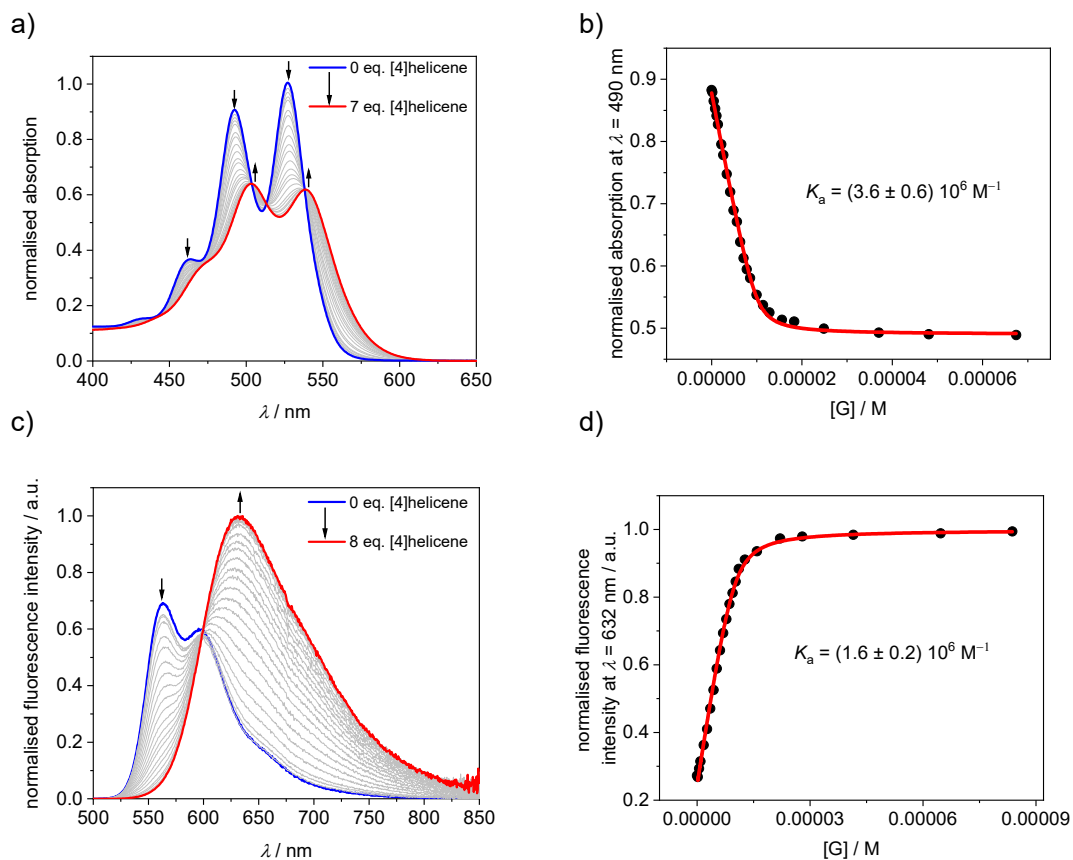 a)
normalised absorption
1.0
0.8
0.6
0.4
0.2
0.0
0 eq. [4]helicene
7 eq. [4]helicene
400 450 500 550 600 650
λ / nm
b)
normalised absorption at λ = 490 nm
0.9
0.8
0.7
0.6
0.5
Kₐ = (3.6 ± 0.6) 10⁶ M⁻¹
0.00000 0.00002 0.00004 0.00006
[G] / M
c)
normalised fluorescence intensity / a.u.
1.0
0.8
0.6
0.4
0.2
0.0
0 eq. [4]helicene
8 eq. [4]helicene
500 550 600 650 700 750 800 850
λ / nm
d)
normalised fluorescence
intensity at λ = 632 nm / a.u.
1.0
0.8
0.6
0.4
0.2
Kₐ = (1.6 ± 0.2) 10⁶ M⁻¹
0.00000 0.00003 0.00006 0.00009
[G] / M